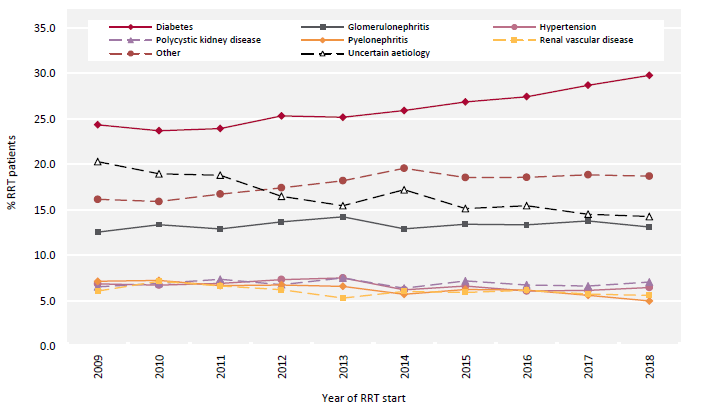 35.0
Diabetes Glomerulonephritis Hypertension
Polycystic kidney disease Pyelonephritis Renal vascular disease
Other Uncertain aetiology
30.0
25.0
20.0
15.0
10.0
5.0
0.0
% RRT patients
2009 2010 2011 2012 2013 2014 2015 2016 2017 2018
Year of RRT start